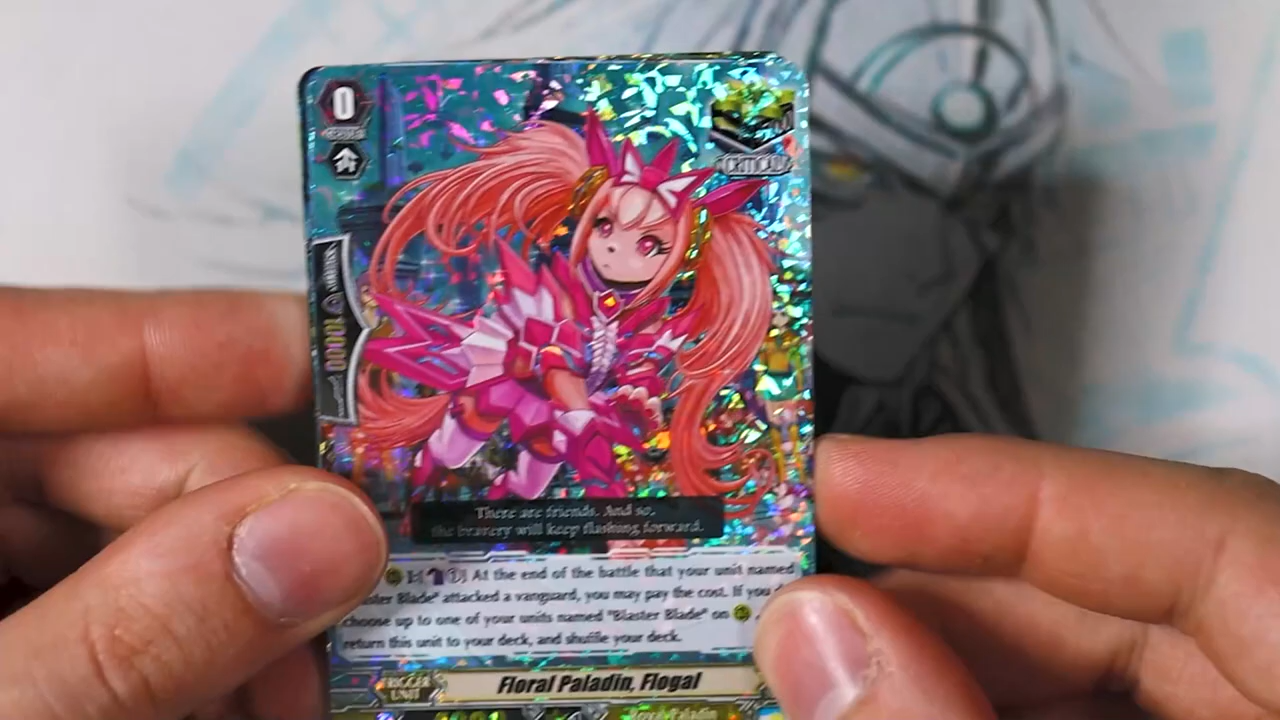 0
CRITICAL
10000
There are friends. And so,
the bravery will keep flashing forward.
At the end of the battle that your unit named
Blade" attacked a vanguard, you may pay the cost. If you
choose up to one of your units named "Blaster Blade" on
return this unit to your deck, and shuffle your deck.
TRIGGER
UNIT
Floral Paladin, Flogal
Royal Paladin